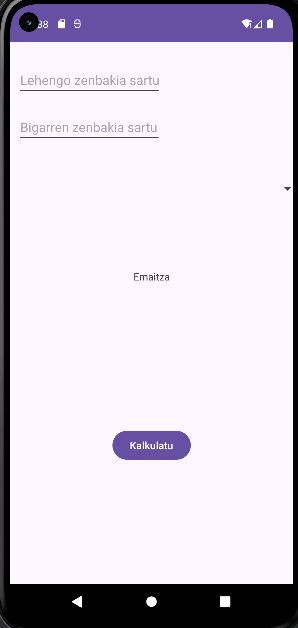 Lehengo zenbakia sartu
Bigarren zenbakia sartu
Emaitza
Kalkulatu